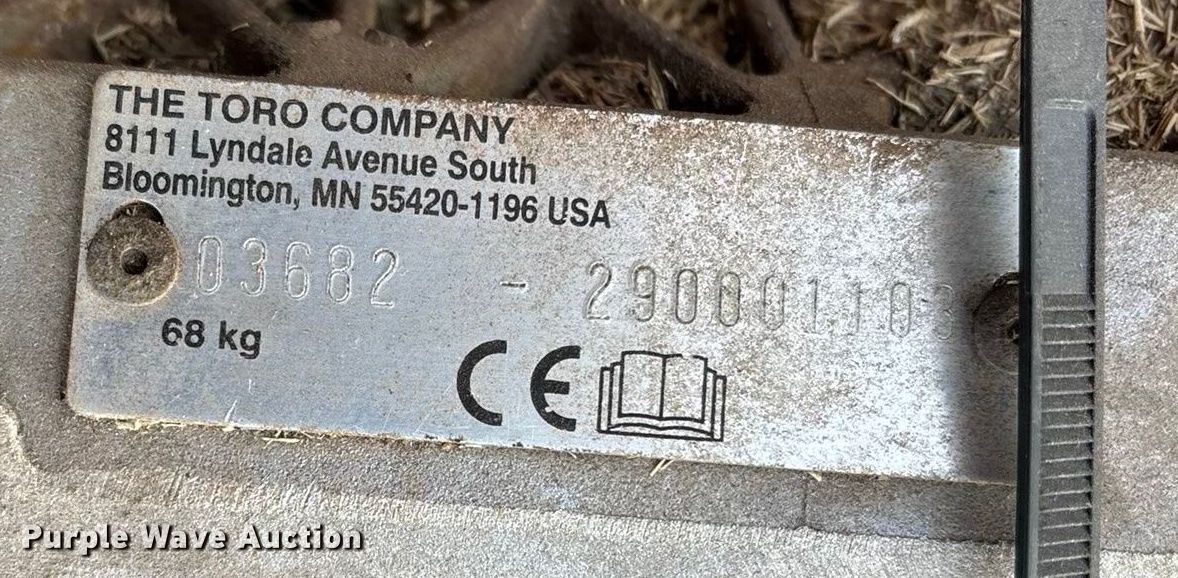 THE TORO COMPANY
8111 Lyndale Avenue South
Bloomington, MN 55420-1196 USA
03682 - 290001103
68 kg
CE
Purple Wave Auction